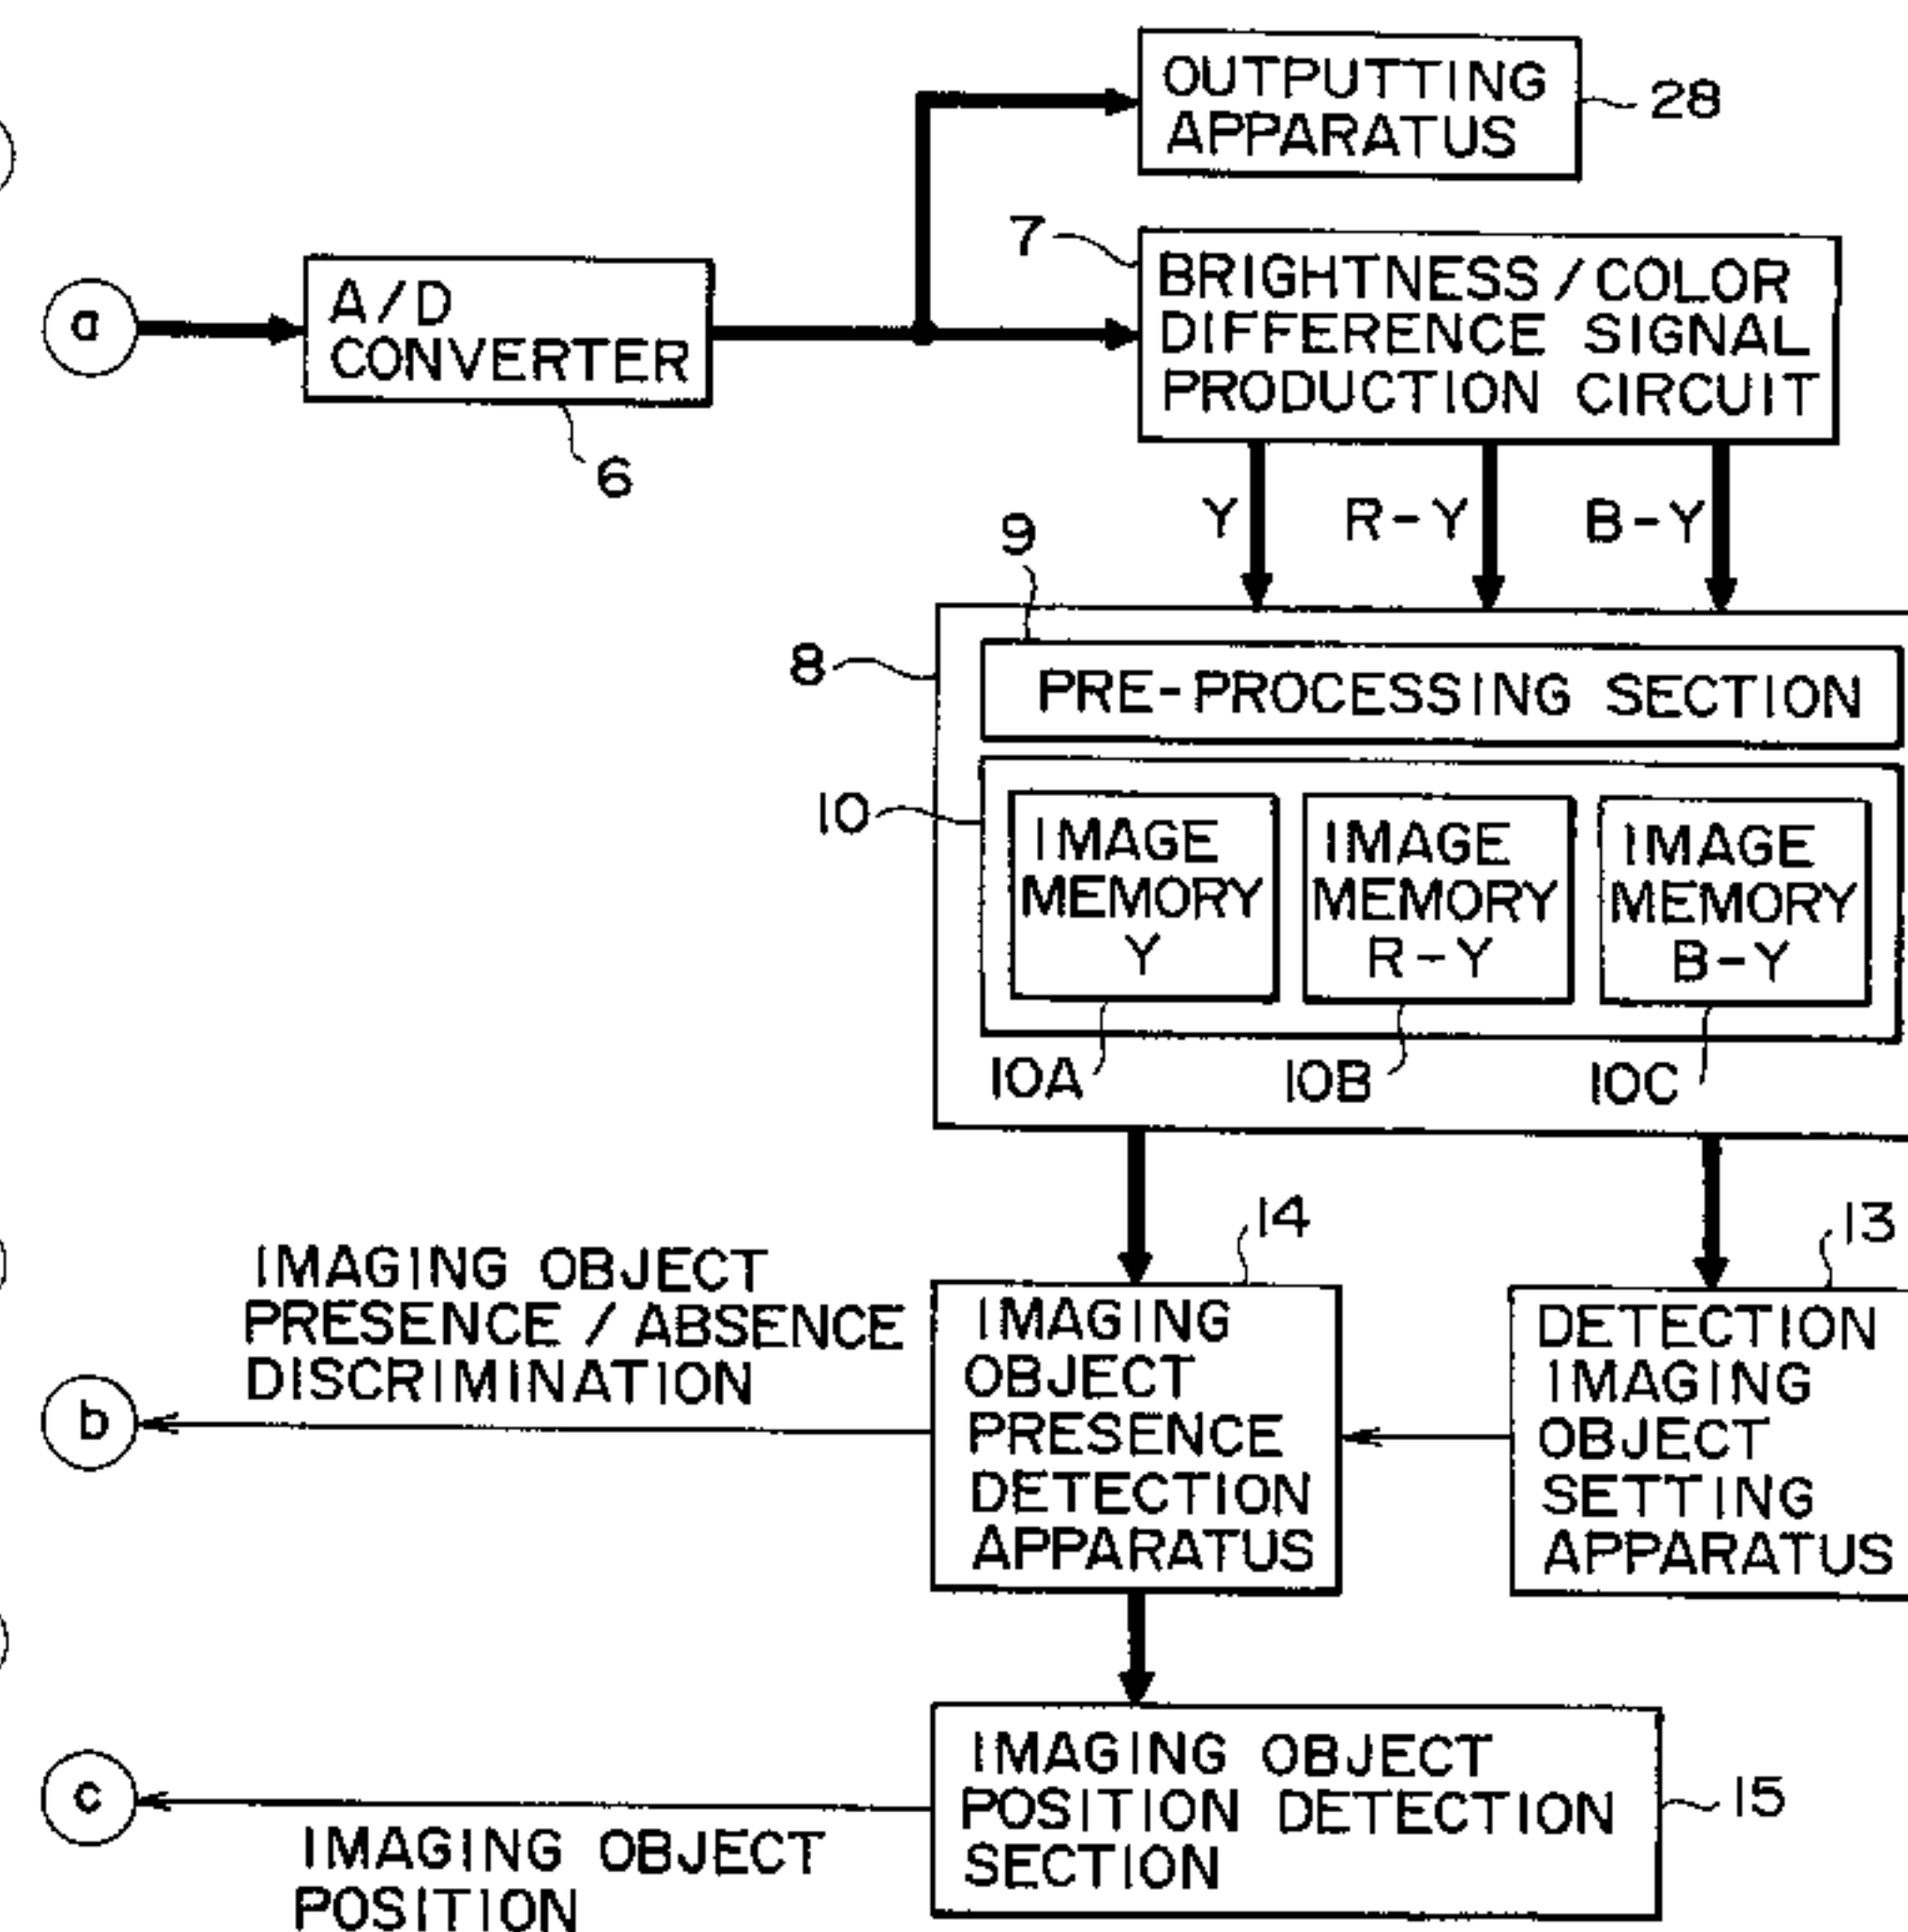 OUTPUTTING
APPARATUS
28
7
BRIGHTNESS / COLOR
DIFFERENCE SIGNAL
PRODUCTION CIRCUIT
a
A/D
CONVERTER
6
Y
R-Y
B-Y
9
8
PRE-PROCESSING SECTION
10
IMAGE
MEMORY
Y
IMAGE
MEMORY
R-Y
IMAGE
MEMORY
B-Y
10A
10B
10C
14
13
IMAGING OBJECT
PRESENCE / ABSENCE
DISCRIMINATION
b
IMAGING
OBJECT
PRESENCE
DETECTION
APPARATUS
DETECTION
IMAGING
OBJECT
SETTING
APPARATUS
c
IMAGING OBJECT
POSITION
IMAGING OBJECT
POSITION DETECTION
SECTION
15